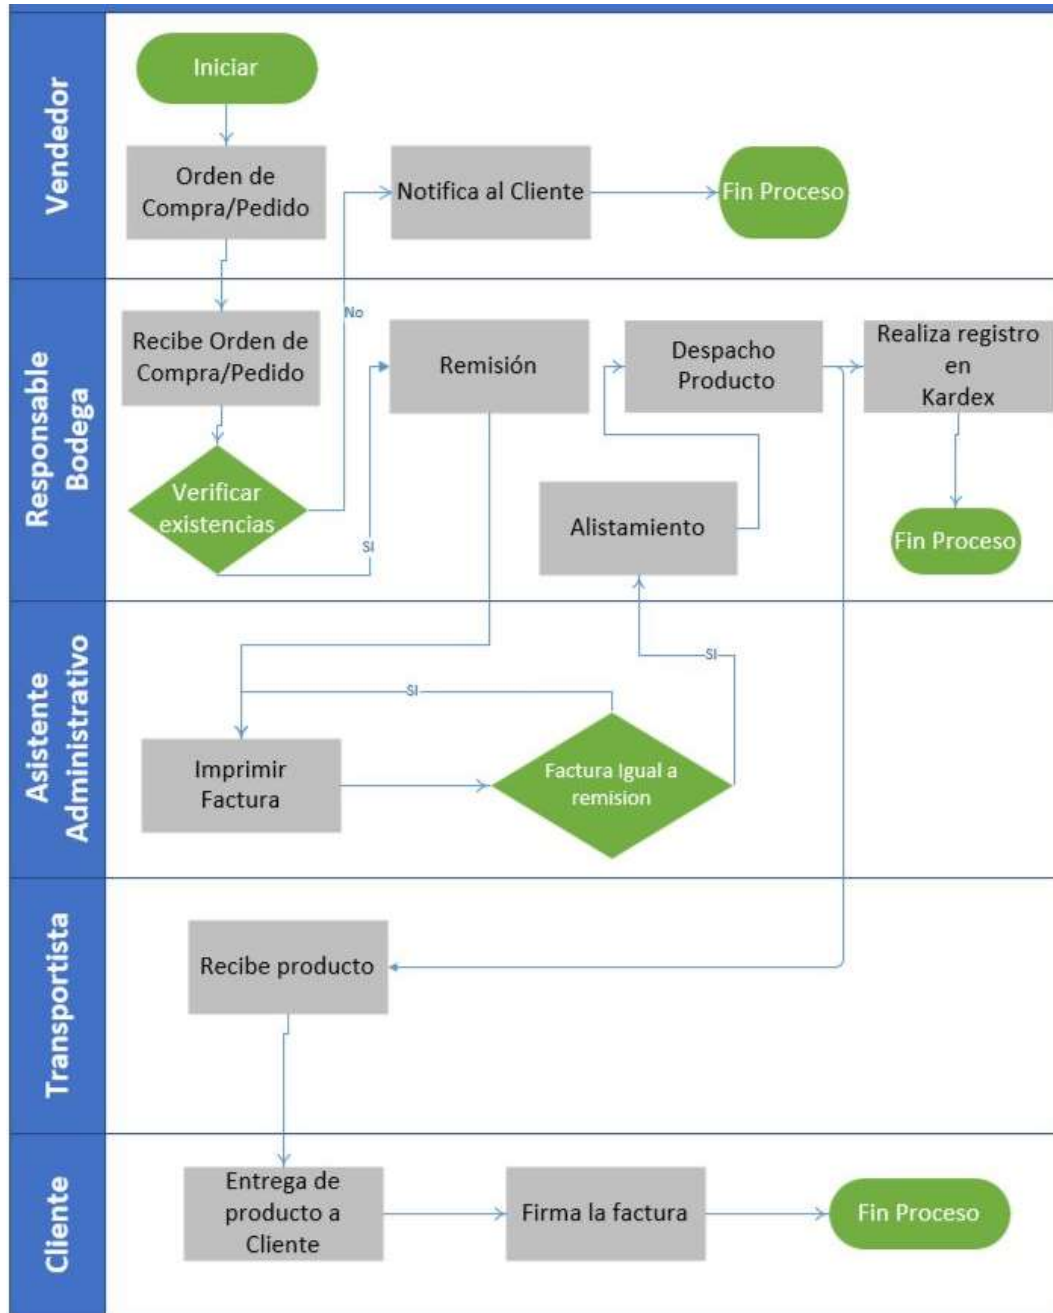 Vendedor
Iniciar
Orden de
Compra/Pedido
Notifica al Cliente
Fin Proceso
Responsable
Bodega
Recibe Orden de
Compra/Pedido
No
Remisión
Despacho
Producto
Realiza registro
en
Kardex
Verificar
existencias
SI
Alistamiento
Fin Proceso
Asistente
Administrativo
SI
SI
Imprimir
Factura
Factura Igual a
remision
Transportista
Recibe producto
Cliente
Entrega de
producto a
Cliente
Firma la factura
Fin Proceso